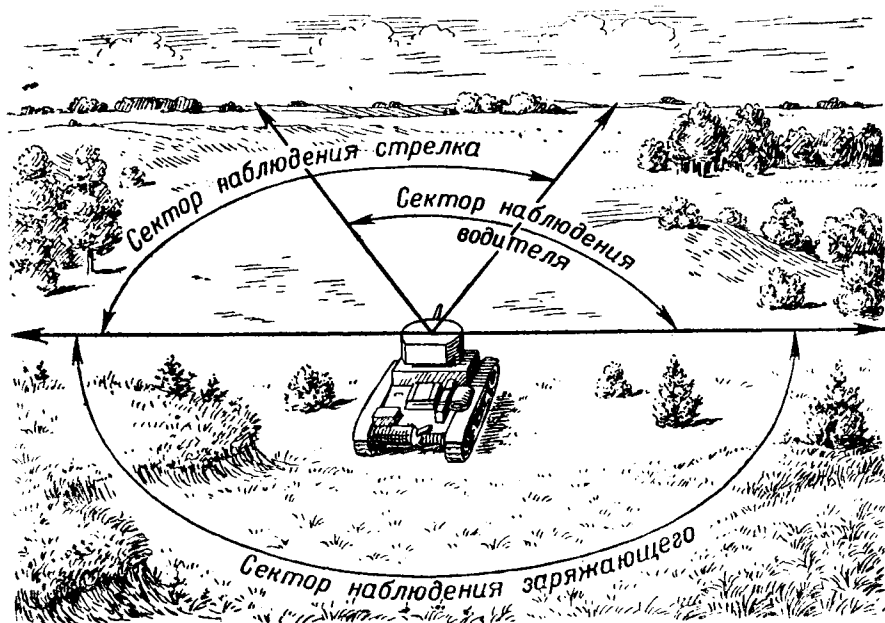 Сектор наблюдения стрелка
Сектор наблюдения
водителя
Сектор наблюдения заряжающего